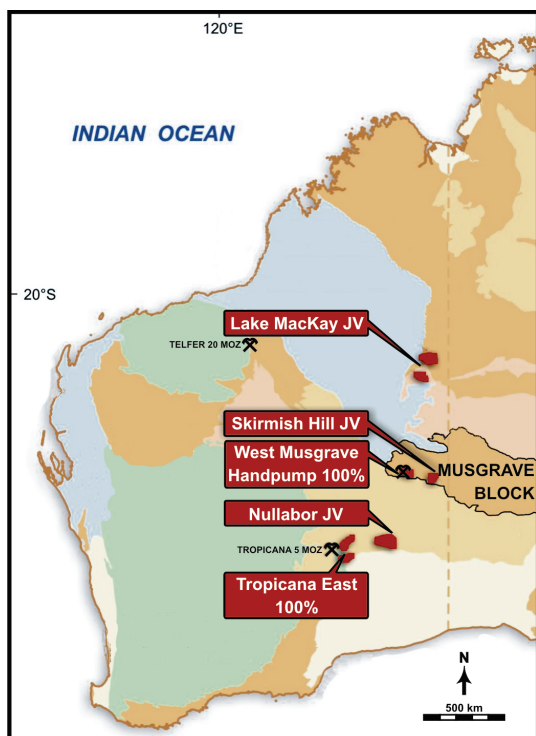 120°E
INDIAN OCEAN
20°S
Lake MacKay JV
TELFER 20 MOZ
Skirmish Hill JV
West Musgrave
Handpump 100%
MUSGRAVE
BLOCK
Nullabor JV
TROPICANA 5 MOZ
Tropicana East
100%
N
500 km